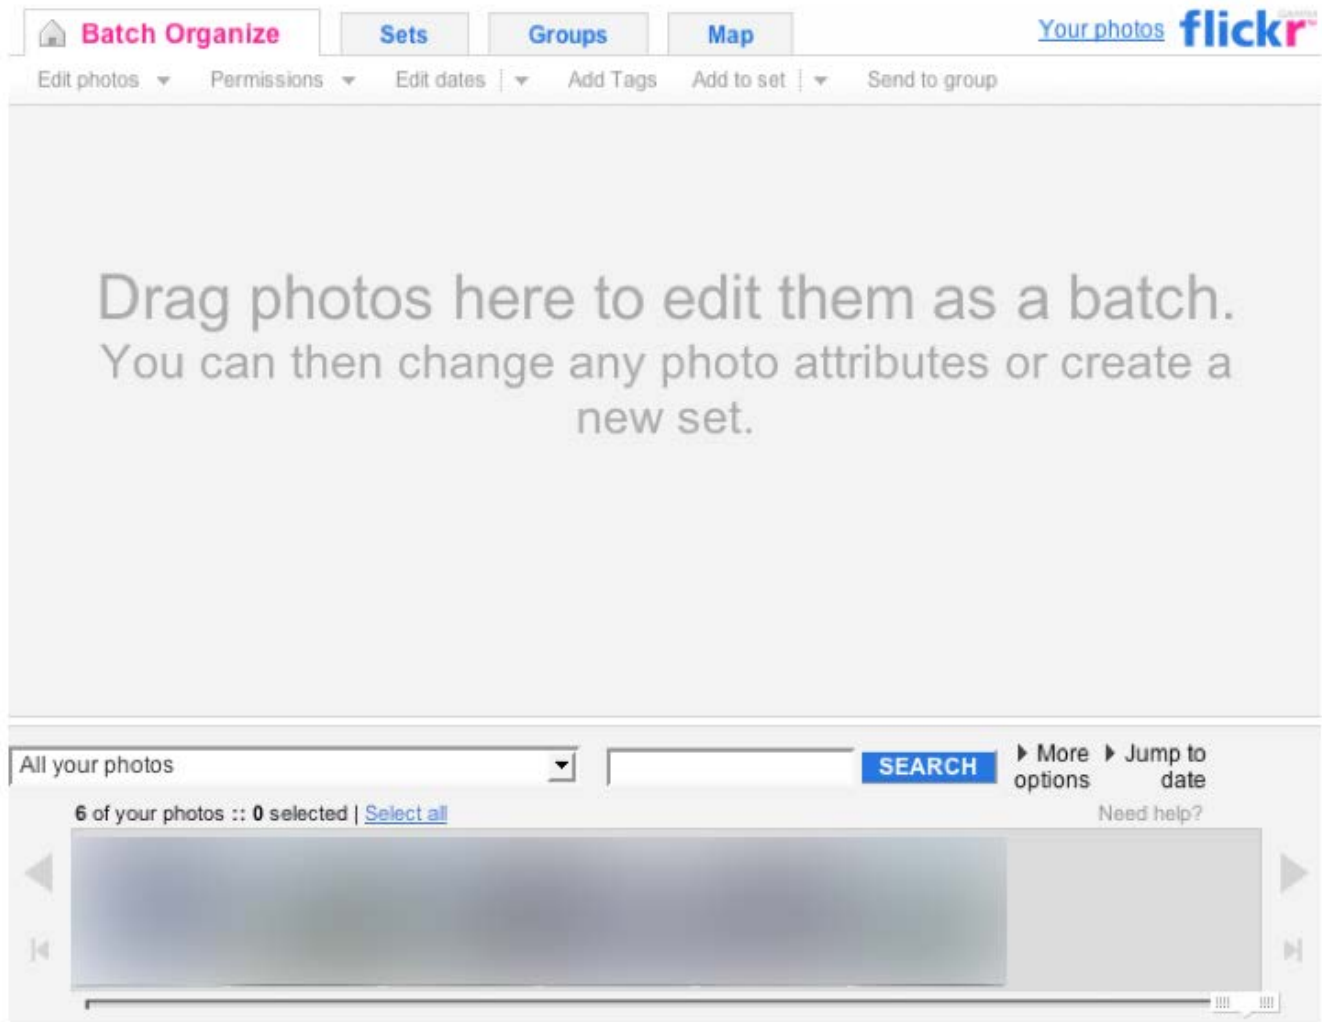 Batch Organize Sets Groups Map Your photos flickr
Edit photos Permissions Edit dates Add Tags Add to set Send to group
Drag photos here to edit them as a batch.
You can then change any photo attributes or create a
new set.
All your photos SEARCH More options Jump to date
6 of your photos :: 0 selected | Select all Need help?